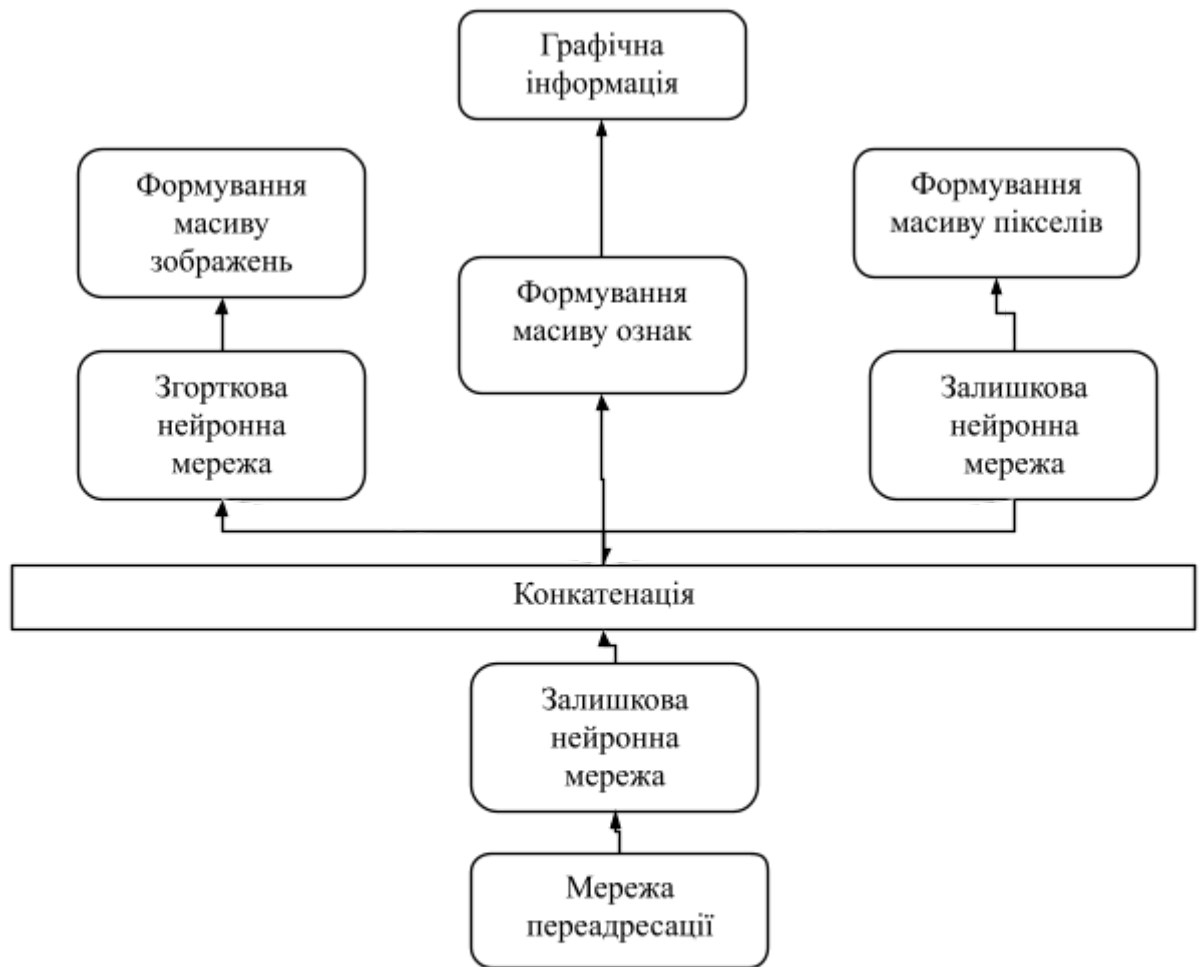 Графічна
інформація
Формування
масиву
зображень
Формування
масиву пікселів
Формування
масиву ознак
Згорткова
нейронна
мережа
Залишкова
нейронна
мережа
Конкатенація
Залишкова
нейронна
мережа
Мережа
переадресації